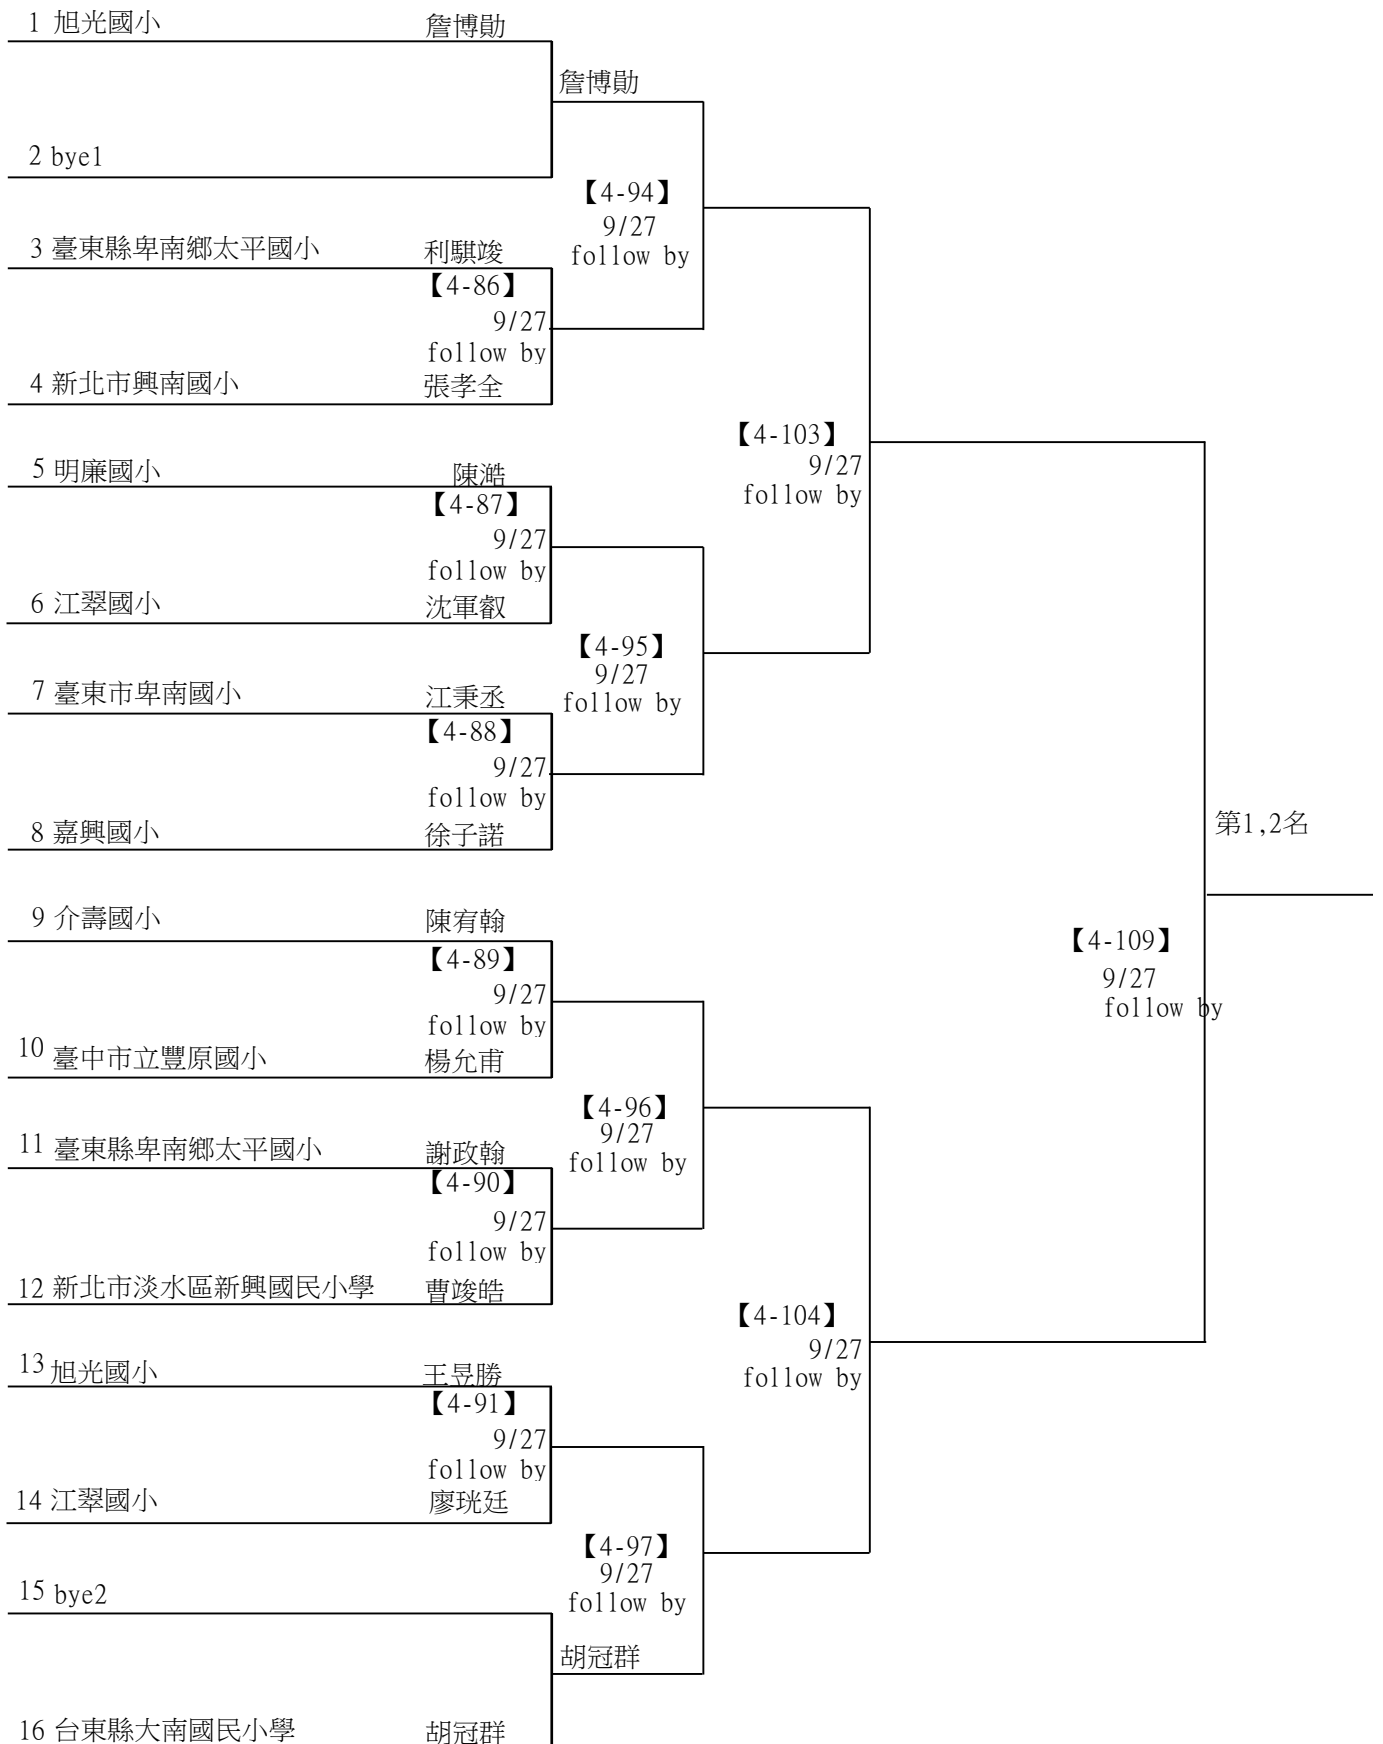 1 旭光國小 詹博勛
詹博勛
2 bye1
【4-94】
9/27
follow by
3 臺東縣卑南鄉太平國小 利騏竣
【4-86】
9/27
follow by
4 新北市興南國小 張孝全
【4-103】
9/27
follow by
5 明廉國小 陳澔
【4-87】
9/27
follow by
6 江翠國小 沈軍叡
【4-95】
9/27
follow by
7 臺東市卑南國小 江秉丞
【4-88】
9/27
follow by
8 嘉興國小 徐子諾
第1,2名
9 介壽國小 陳宥翰
【4-89】
9/27
follow by
【4-109】
9/27
follow by
10 臺中市立豐原國小 楊允甫
【4-96】
9/27
follow by
11 臺東縣卑南鄉太平國小 謝政翰
【4-90】
9/27
follow by
12 新北市淡水區新興國民小學 曹竣皓
【4-104】
9/27
follow by
13 旭光國小 王昱勝
【4-91】
9/27
follow by
14 江翠國小 廖珖廷
【4-97】
9/27
follow by
15 bye2
胡冠群
16 台東縣大南國民小學 胡冠群